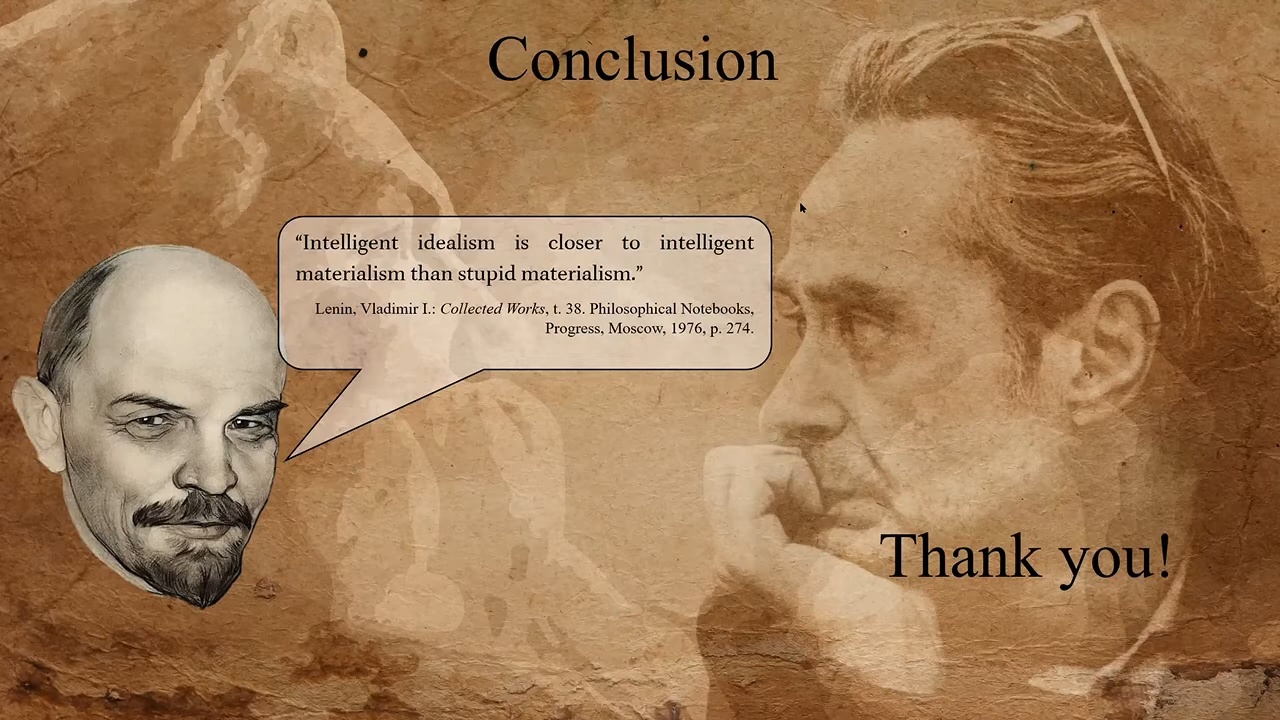 Conclusion
“Intelligent idealism is closer to intelligent
materialism than stupid materialism.”
Lenin, Vladimir I.: Collected Works, t. 38. Philosophical Notebooks,
Progress, Moscow, 1976, p. 274.
Thank you!